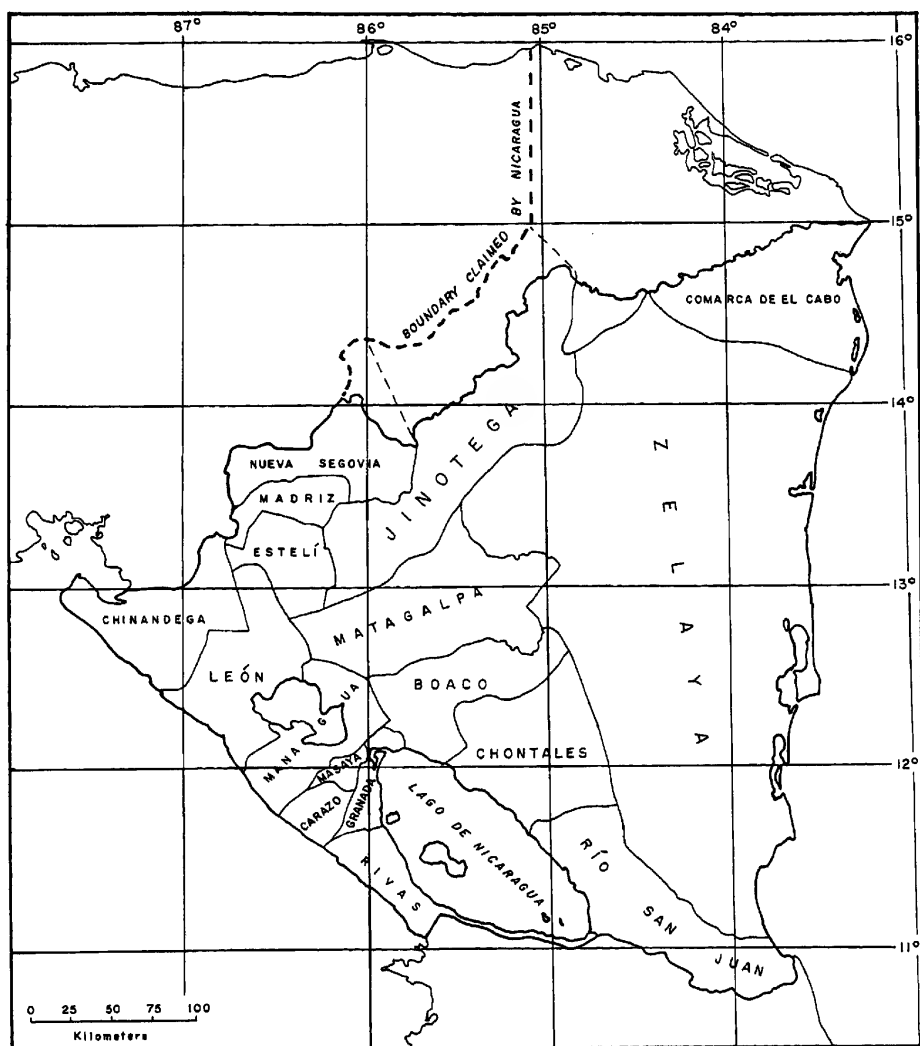 87°
86°
85°
84°
16°
15°
14°
13°
12°
11°
BOUNDARY CLAIMED BY NICARAGUA
COMARCA DE EL CABO
NUEVA SEGOVIA
MADRIZ
JINOTEGA
ESTELÍ
ZELAYA
CHINANDEGA
MATAGALPA
LEÓN
BOACO
MANAGUA
CHONTALES
MASAYA
CARAZO
GRANADA
LAGO DE NICARAGUA
RIVAS
RÍO SAN JUAN
0 25 50 75 100
Kilometers